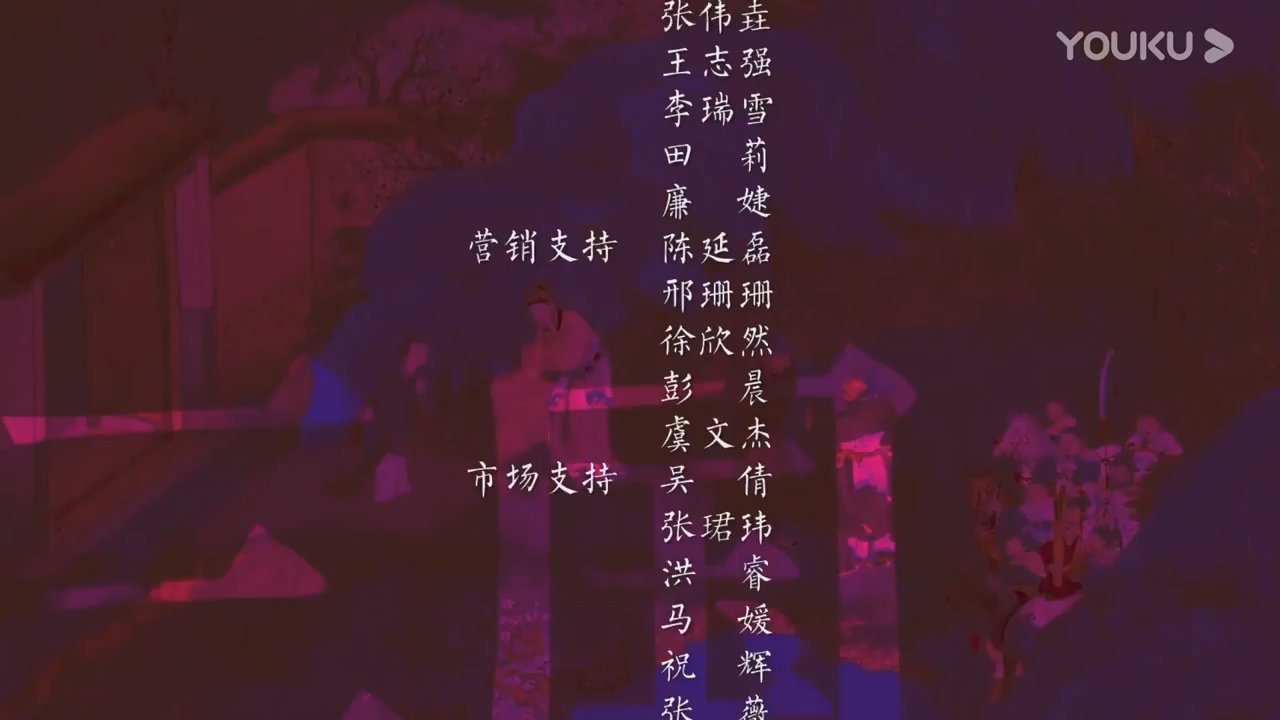 YOUKU
张伟垚
王志强
李瑞雪
田 莉
廉 婕
营销支持 陈延磊
邢珊珊
徐欣然
彭 晨
虞文杰
市场支持 吴 倩
张珺玮
洪 睿
马 媛
祝 辉
张 薇